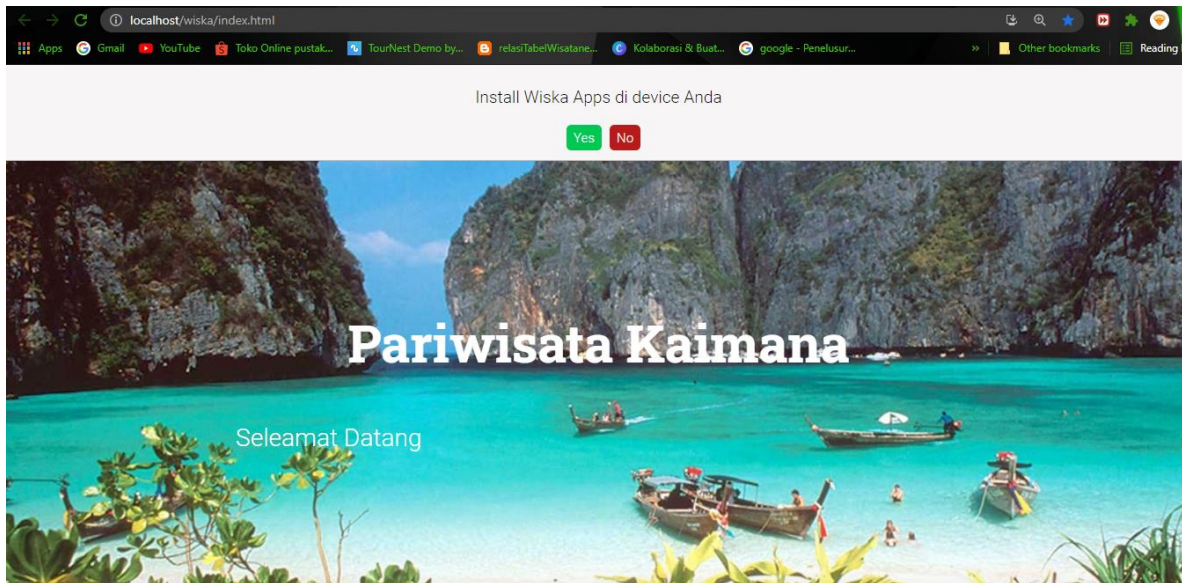 localhost/wiska/index.html
Apps Gmail YouTube Toko Online pustak... TourNest Demo by... relasiTabelWisatane... Kolaborasi & Buat... google - Penelusur... » Other bookmarks Reading
Install Wiska Apps di device Anda
Yes No
Pariwisata Kaimana
Seleamat Datang